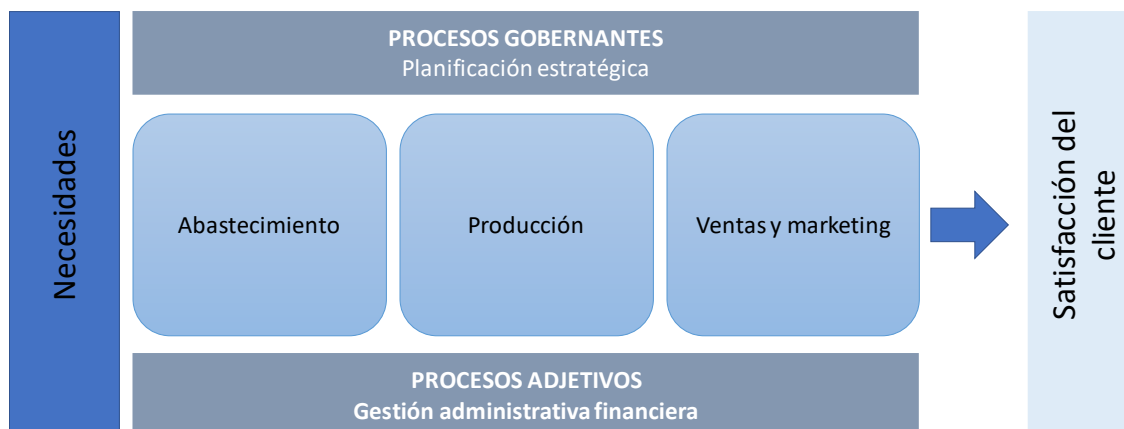 Necesidades
PROCESOS GOBERNANTES
Planificación estratégica
Abastecimiento
Producción
Ventas y marketing
PROCESOS ADJETIVOS
Gestión administrativa financiera
Satisfacción del
cliente